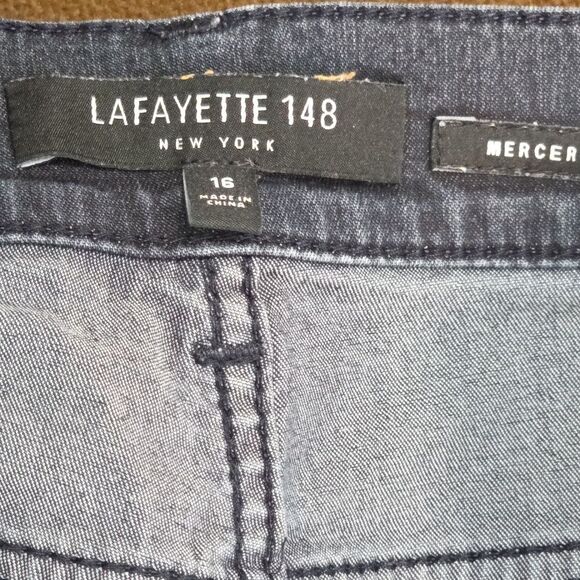 LAFAYETTE 148
NEW YORK
MERCER
16
MADE IN
CHINA